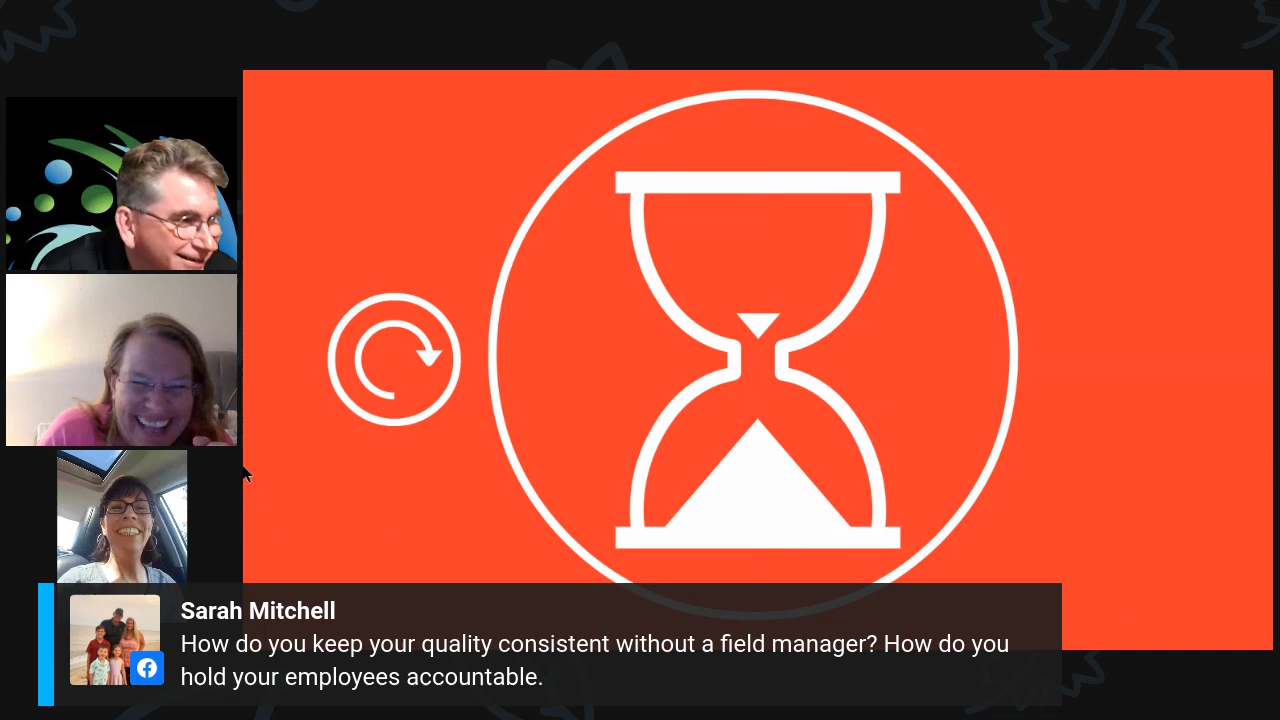 Sarah Mitchell
How do you keep your quality consistent without a field manager? How do you
hold your employees accountable.